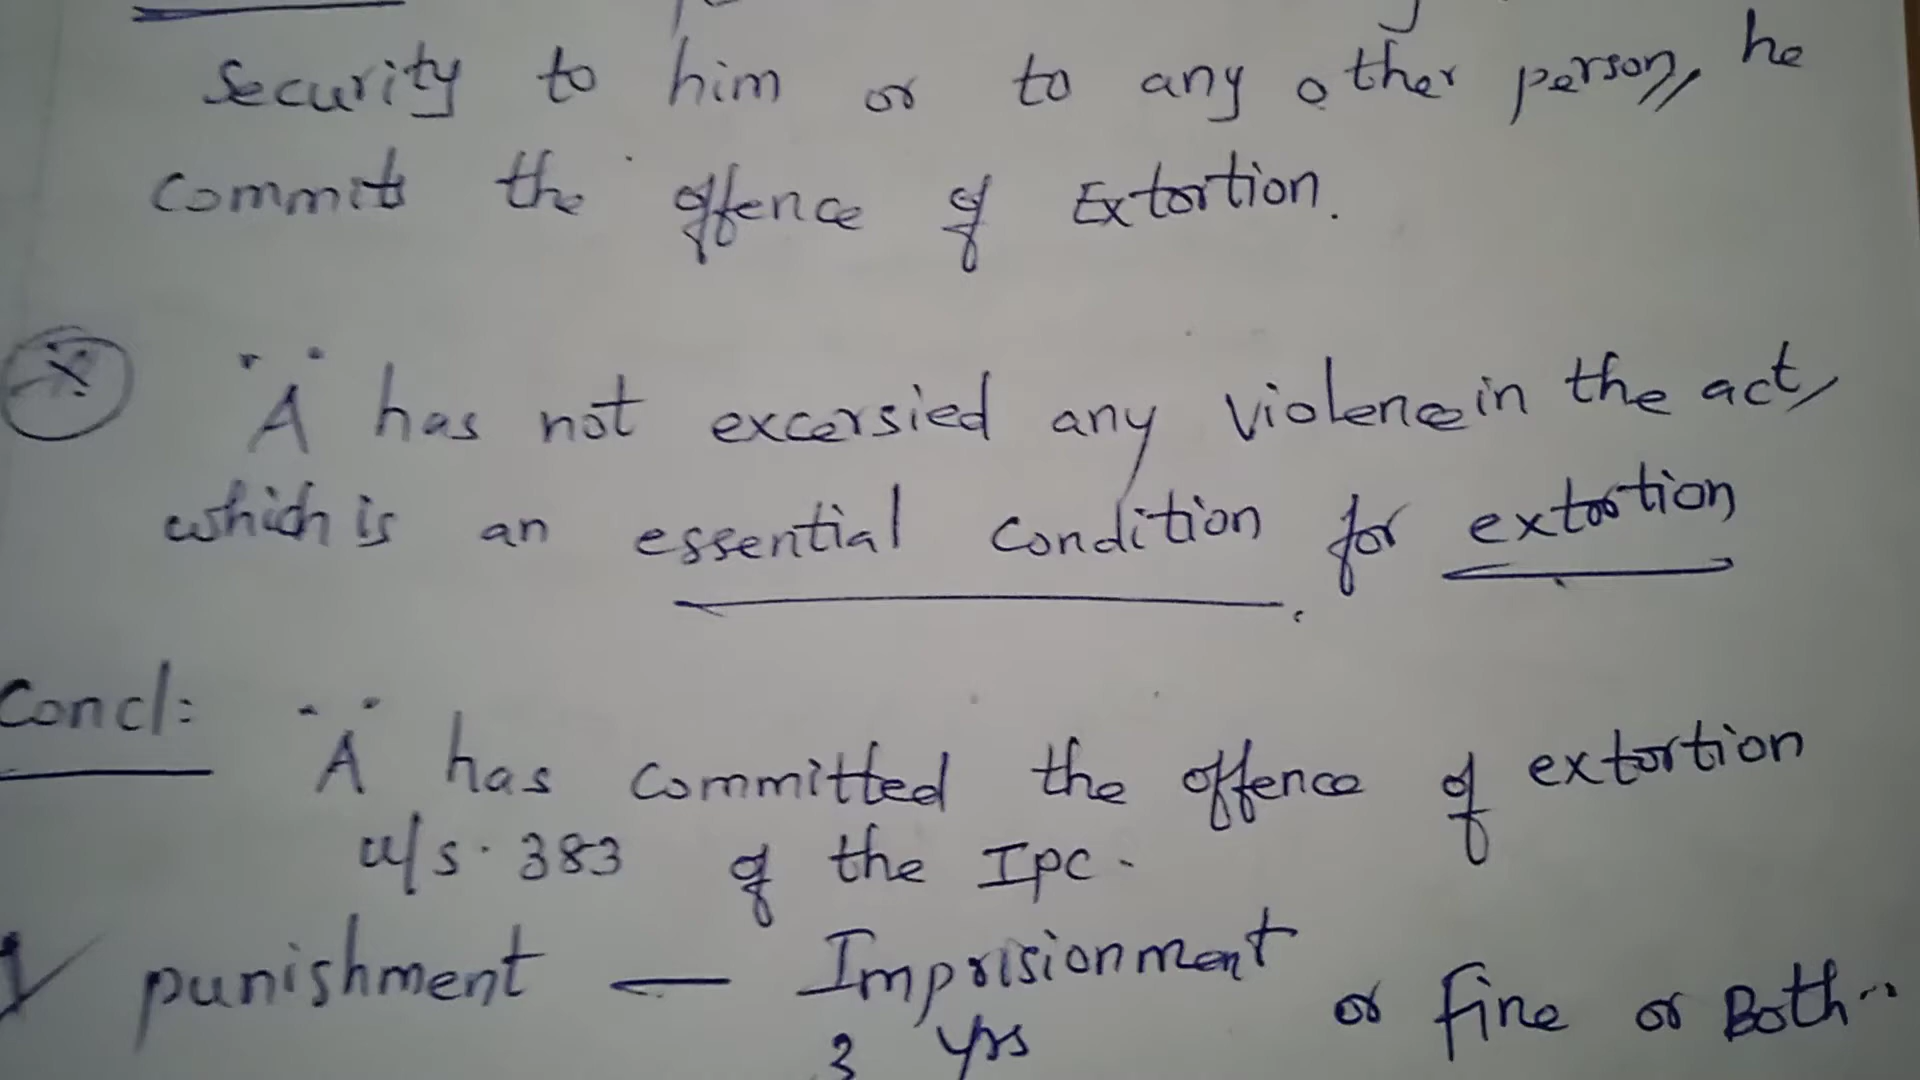 Security to him or to any other person, he
commits the offence of Extortion.
"A" has not excersied any violence in the act,
which is an essential condition for extortion
Concl: "A" has committed the offence of extortion
u/s. 383 of the IPC.
punishment — Imprisionment or fine or Both..
3 yrs